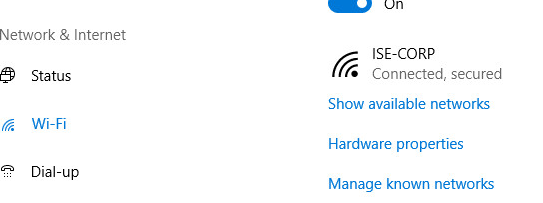 On
Network & Internet
Status
Wi-Fi
Dial-up
ISE-CORP
Connected, secured
Show available networks
Hardware properties
Manage known networks